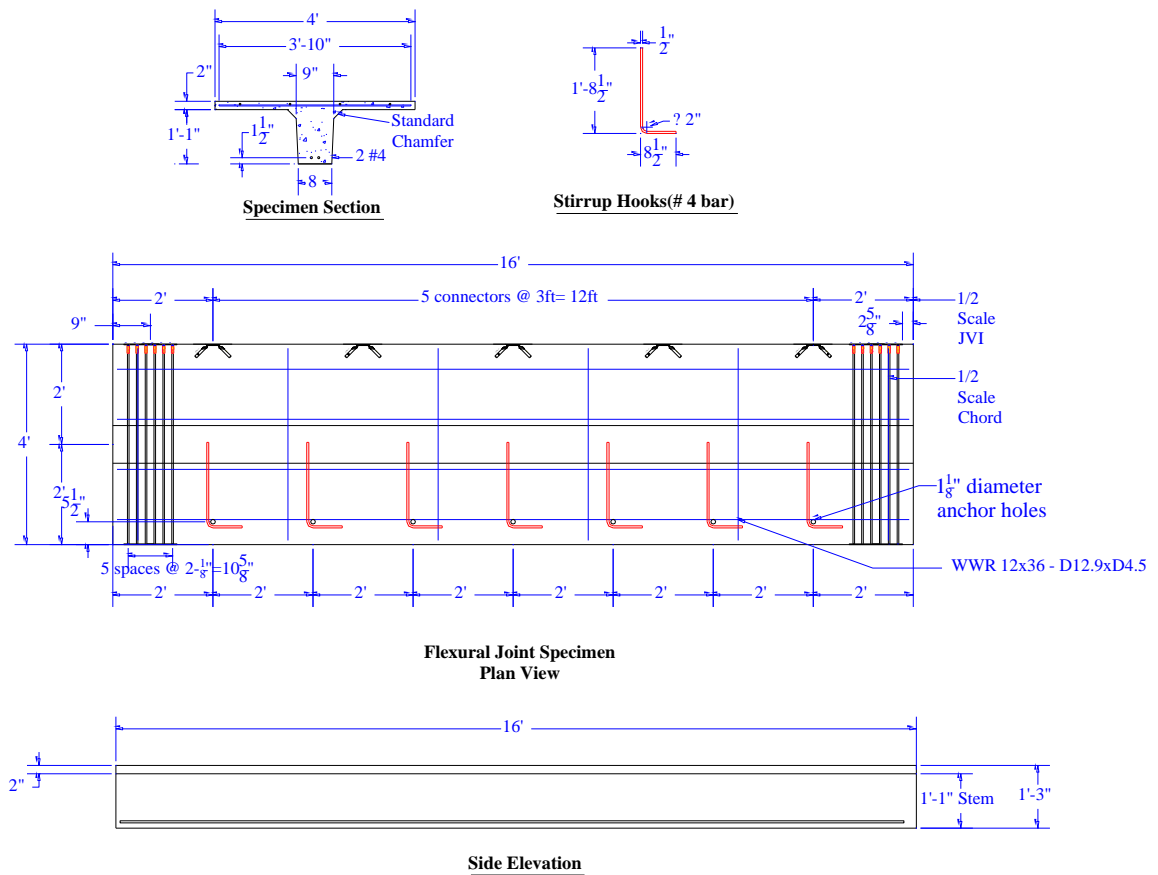 4'
3'-10"
2"
9"
1'-1"
1 1/2"
Standard
Chamfer
2 #4
8
Specimen Section
1/2"
1'-8 1/2"
? 2"
8 1/2"
Stirrup Hooks(# 4 bar)
16'
2'
5 connectors @ 3ft= 12ft
2'
9"
2 5/8"
1/2
Scale
JVI
1/2
Scale
Chord
2'
4'
2'
5 1/2"
1 1/8" diameter
anchor holes
5 spaces @ 2-1/8"=10 5/8"
WWR 12x36 - D12.9xD4.5
2'
2'
2'
2'
2'
2'
2'
2'
Flexural Joint Specimen
Plan View
16'
2"
1'-1" Stem
1'-3"
Side Elevation